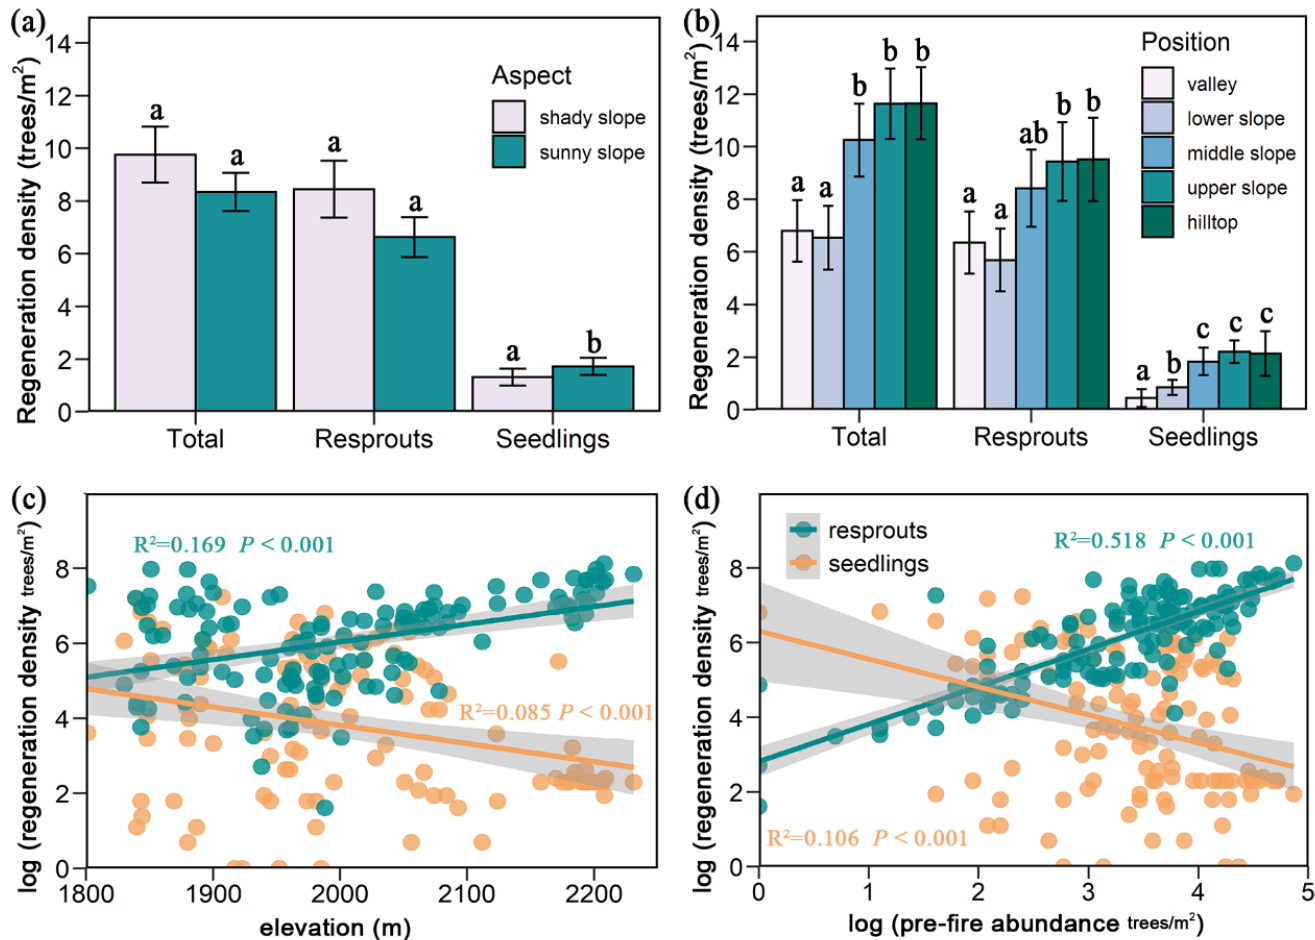 (a)
Regeneration density (trees/m²)
14
12
10
8
6
4
2
0
a
a
a
a
a
b
Aspect
shady slope
sunny slope
Total
Resprouts
Seedlings
(b)
Regeneration density (trees/m²)
14
12
10
8
6
4
2
0
a
a
b
b
b
a
a
ab
b
b
a
b
c
c
c
Position
valley
lower slope
middle slope
upper slope
hilltop
Total
Resprouts
Seedlings
(c)
log (regeneration density trees/m²)
8
6
4
2
0
R²=0.169 P < 0.001
R²=0.085 P < 0.001
1800
1900
2000
2100
2200
elevation (m)
(d)
log (regeneration density trees/m²)
8
6
4
2
0
resprouts
seedlings
R²=0.518 P < 0.001
R²=0.106 P < 0.001
0
1
2
3
4
5
log (pre-fire abundance trees/m²)